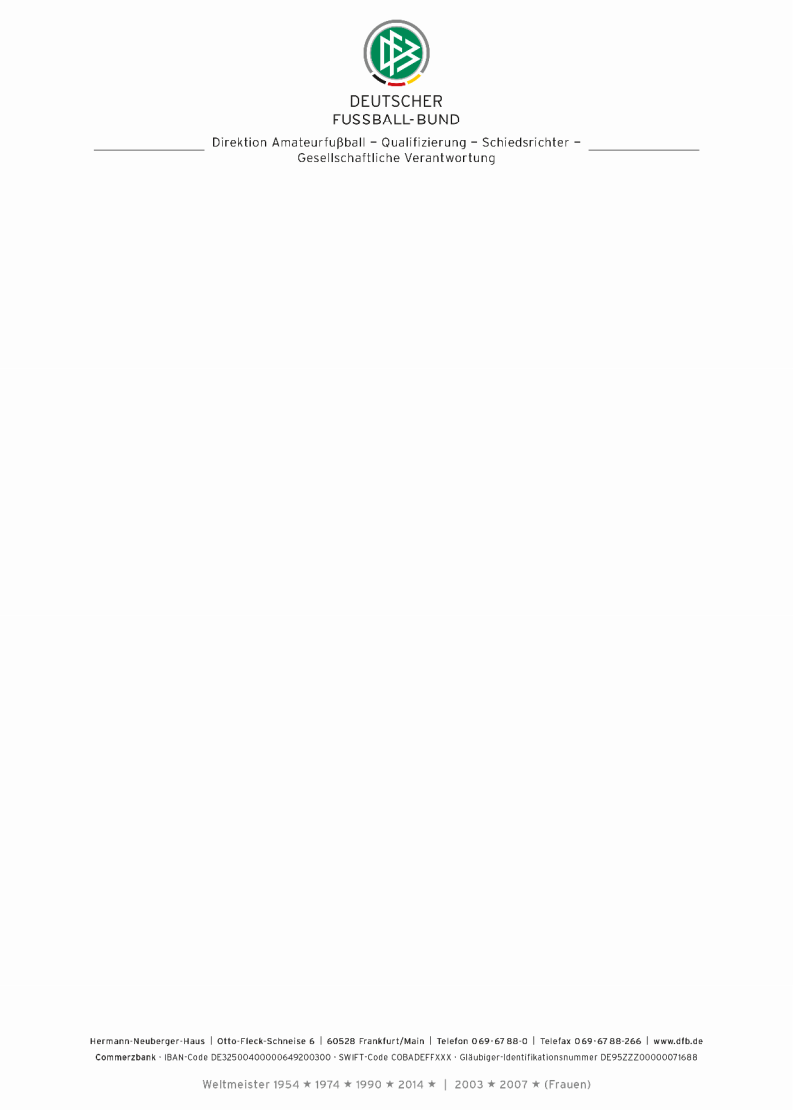 DFB
DEUTSCHER
FUSSBALL-BUND
Direktion Amateurfußball – Qualifizierung – Schiedsrichter –
Gesellschaftliche Verantwortung
Hermann-Neuberger-Haus | Otto-Fleck-Schneise 6 | 60528 Frankfurt/Main | Telefon 069-6788-0 | Telefax 069-6788-266 | www.dfb.de
Commerzbank · IBAN-Code DE32500400000649200300 · SWIFT-Code COBADEFFXXX · Gläubiger-Identifikationsnummer DE95ZZZ00000071688
Weltmeister 1954 ★ 1974 ★ 1990 ★ 2014 ★ | 2003 ★ 2007 ★ (Frauen)